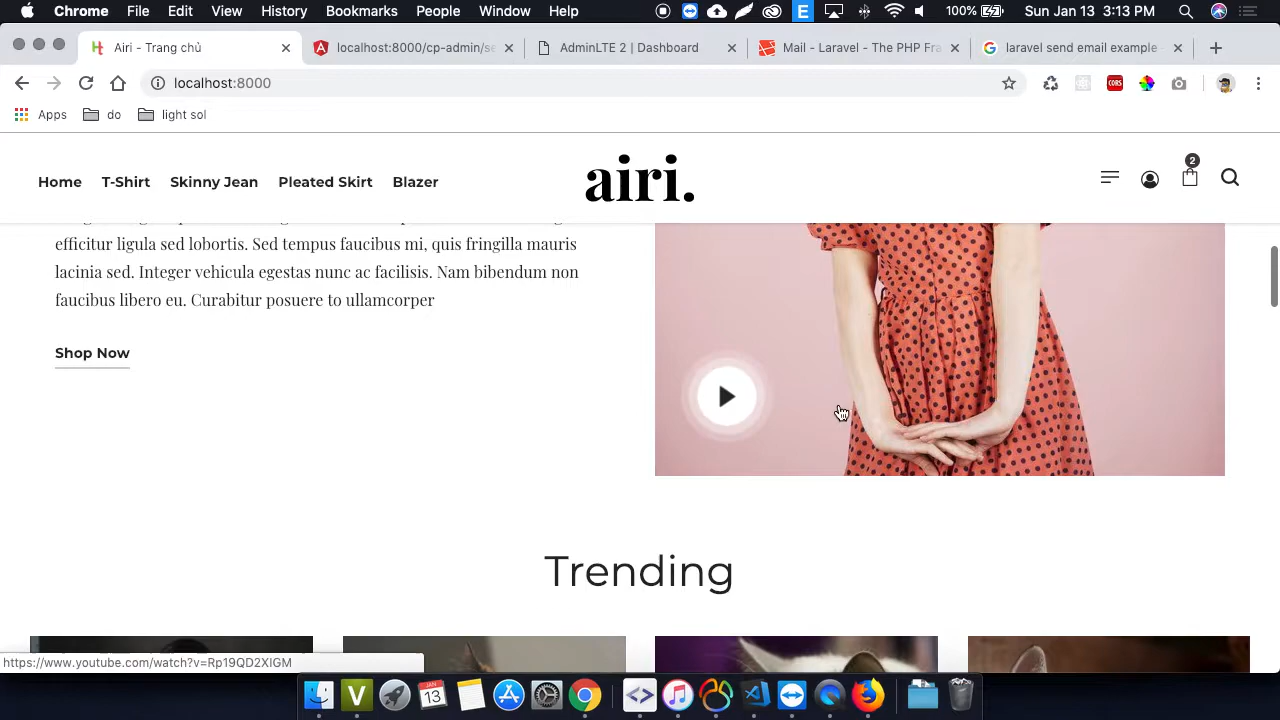 Chrome File Edit View History Bookmarks People Window Help 100% Sun Jan 13 3:13 PM
Airi - Trang chủ
localhost:8000/cp-admin/se
AdminLTE 2 | Dashboard
Mail - Laravel - The PHP Fra
laravel send email example -
localhost:8000
Apps do light sol
Home T-Shirt Skinny Jean Pleated Skirt Blazer
airi.
2
efficitur ligula sed lobortis. Sed tempus faucibus mi, quis fringilla mauris
lacinia sed. Integer vehicula egestas nunc ac facilisis. Nam bibendum non
faucibus libero eu. Curabitur posuere to ullamcorper
Shop Now
Trending
https://www.youtube.com/watch?v=Rp19QD2XIGM